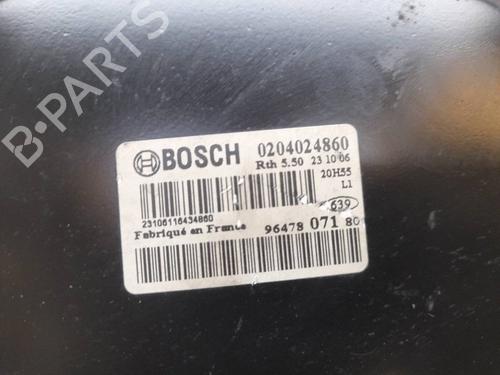 B-PARTS
BOSCH 0204024860
Rth 5.50 23 10 06
20H55
L1
23106116434860
639
Fabriqué en France 96478 071 80